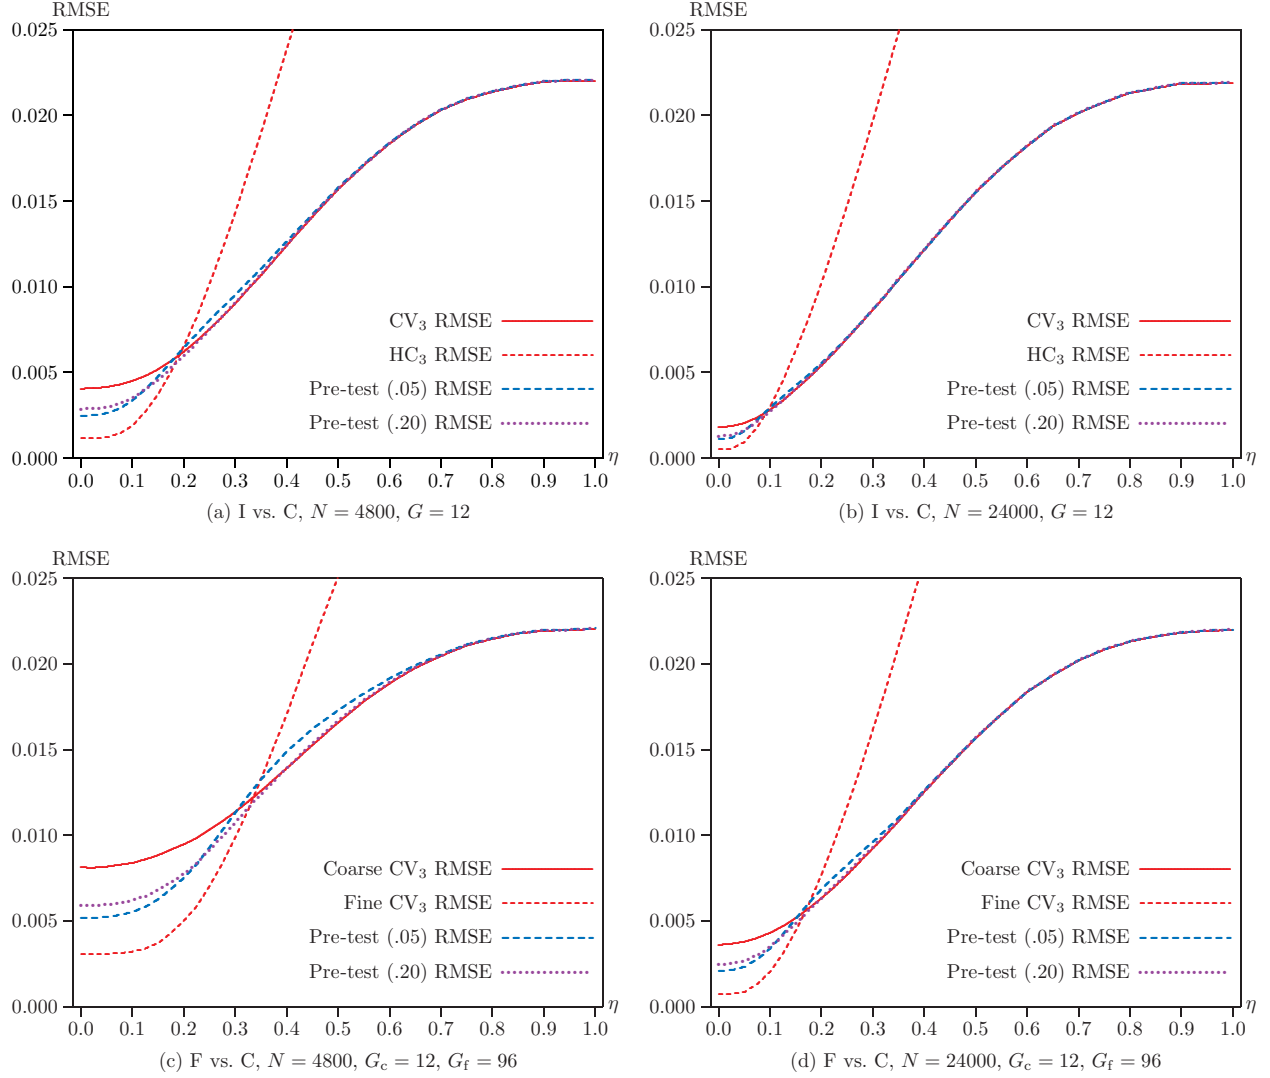 RMSE
0.025
0.020
0.015
0.010
0.005
0.000
CV₃ RMSE
HC₃ RMSE
Pre-test (.05) RMSE
Pre-test (.20) RMSE
η
0.0 0.1 0.2 0.3 0.4 0.5 0.6 0.7 0.8 0.9 1.0
(a) I vs. C, N = 4800, G = 12
RMSE
0.025
0.020
0.015
0.010
0.005
0.000
CV₃ RMSE
HC₃ RMSE
Pre-test (.05) RMSE
Pre-test (.20) RMSE
η
0.0 0.1 0.2 0.3 0.4 0.5 0.6 0.7 0.8 0.9 1.0
(b) I vs. C, N = 24000, G = 12
RMSE
0.025
0.020
0.015
0.010
0.005
0.000
Coarse CV₃ RMSE
Fine CV₃ RMSE
Pre-test (.05) RMSE
Pre-test (.20) RMSE
η
0.0 0.1 0.2 0.3 0.4 0.5 0.6 0.7 0.8 0.9 1.0
(c) F vs. C, N = 4800, G_c = 12, G_f = 96
RMSE
0.025
0.020
0.015
0.010
0.005
0.000
Coarse CV₃ RMSE
Fine CV₃ RMSE
Pre-test (.05) RMSE
Pre-test (.20) RMSE
η
0.0 0.1 0.2 0.3 0.4 0.5 0.6 0.7 0.8 0.9 1.0
(d) F vs. C, N = 24000, G_c = 12, G_f = 96